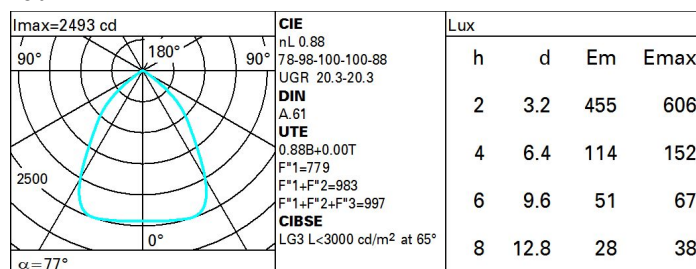 Imax=2493 cd
90° 180° 90°
2500
0°
α=77°
CIE
nL 0.88
78-98-100-100-88
UGR 20.3-20.3
DIN
A.61
UTE
0.88B+0.00T
F"1=779
F"1+F"2=983
F"1+F"2+F"3=997
CIBSE
LG3 L<3000 cd/m² at 65°
Lux
h d Em Emax
2 3.2 455 606
4 6.4 114 152
6 9.6 51 67
8 12.8 28 38